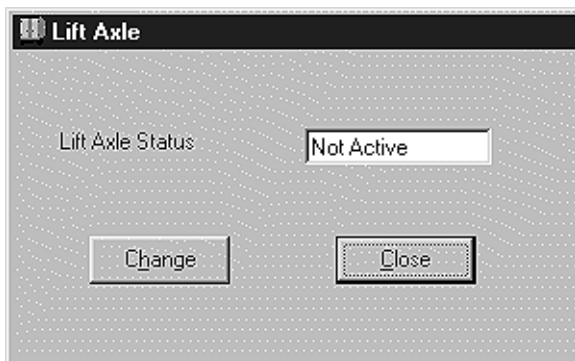 Lift Axle
Lift Axle Status
Not Active
Change
Close